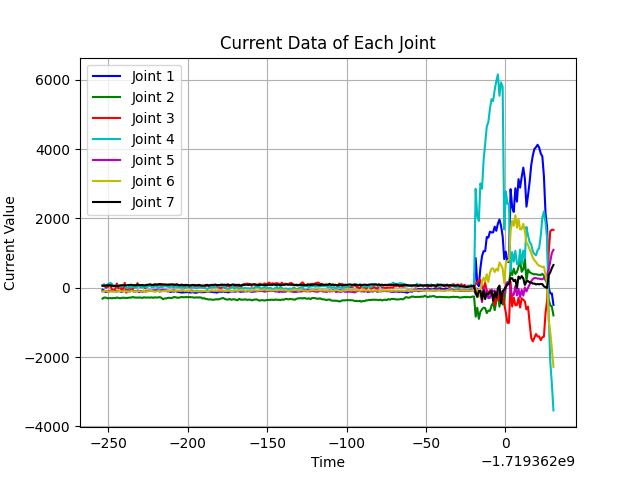 Current Data of Each Joint
Joint 1
Joint 2
Joint 3
Joint 4
Joint 5
Joint 6
Joint 7
6000
4000
2000
0
−2000
−4000
Current Value
−250
−200
−150
−100
−50
0
Time
−1.719362e9